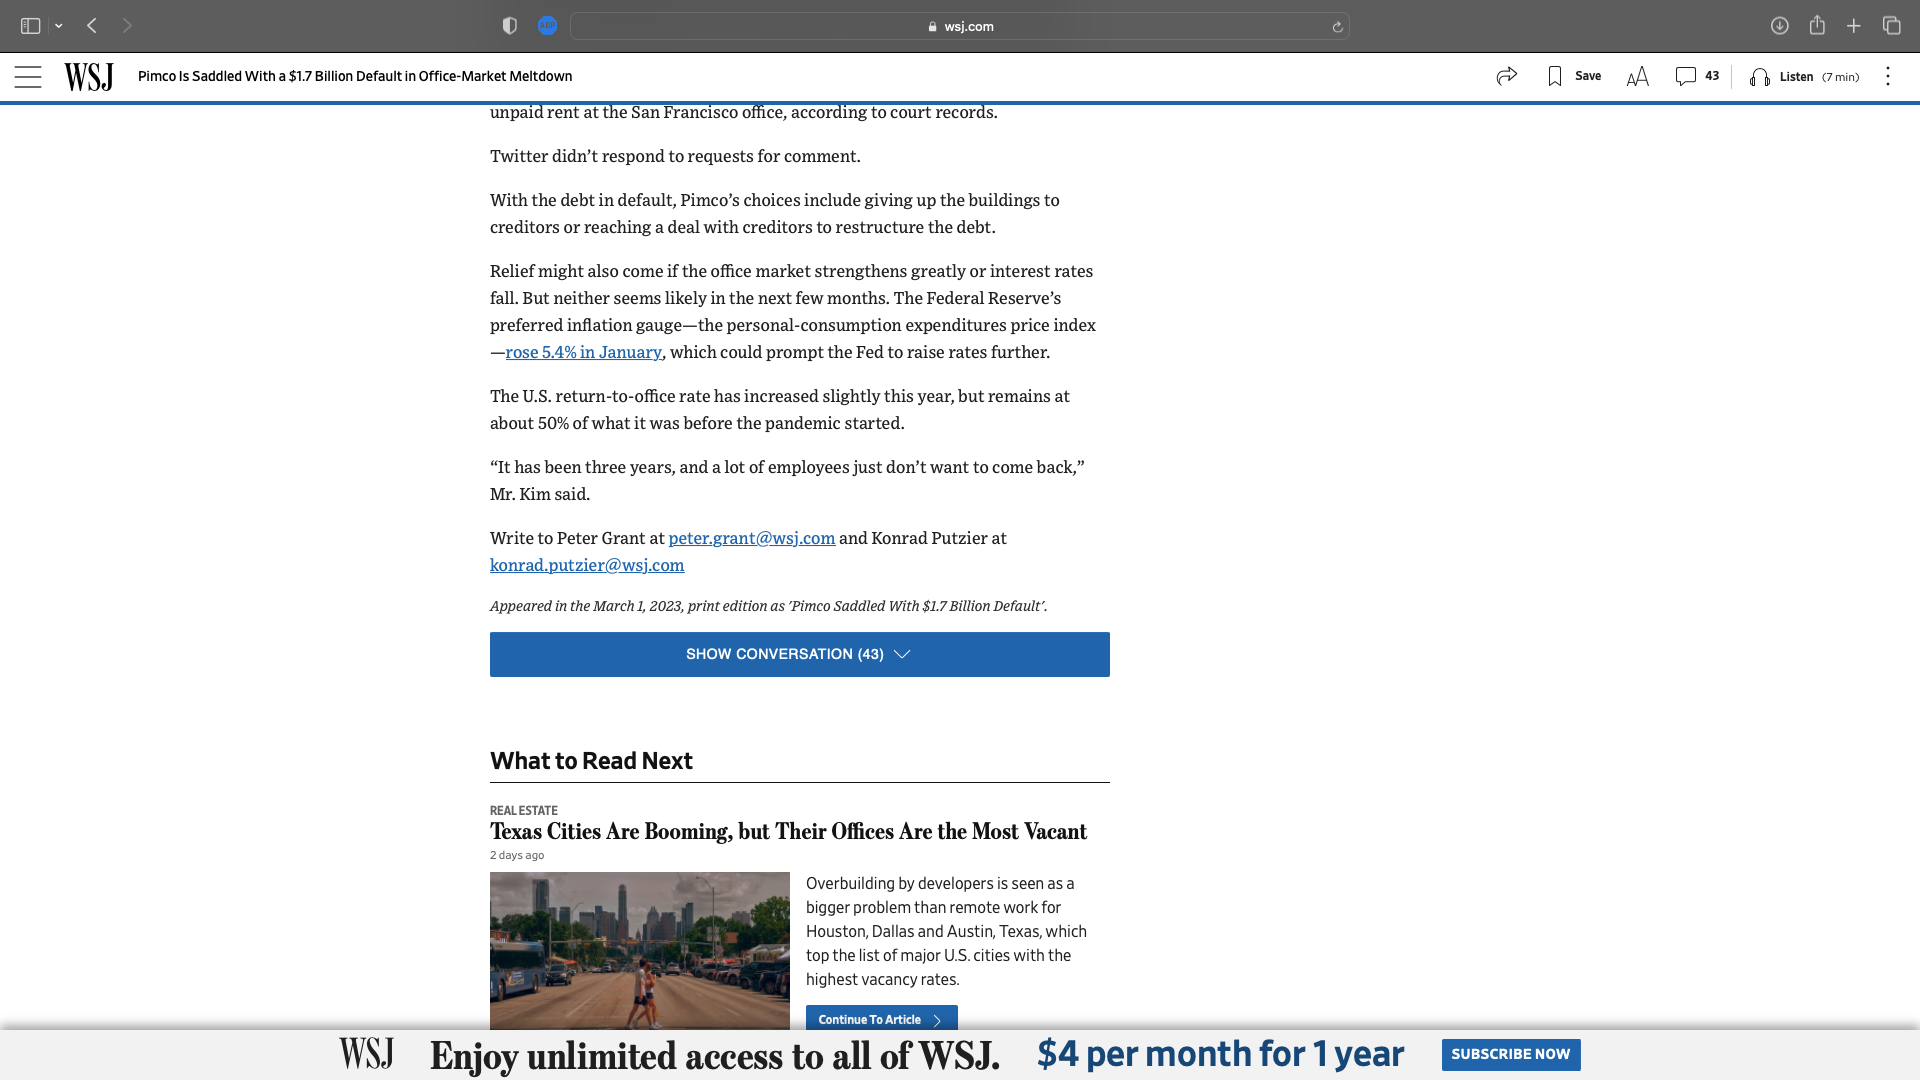 ABP
wsj.com
WSJ
Pimco Is Saddled With a $1.7 Billion Default in Office-Market Meltdown
Save
AA
43
Listen (7 min)
unpaid rent at the San Francisco office, according to court records.
Twitter didn’t respond to requests for comment.
With the debt in default, Pimco’s choices include giving up the buildings to
creditors or reaching a deal with creditors to restructure the debt.
Relief might also come if the office market strengthens greatly or interest rates
fall. But neither seems likely in the next few months. The Federal Reserve’s
preferred inflation gauge—the personal-consumption expenditures price index
—rose 5.4% in January, which could prompt the Fed to raise rates further.
The U.S. return-to-office rate has increased slightly this year, but remains at
about 50% of what it was before the pandemic started.
“It has been three years, and a lot of employees just don’t want to come back,”
Mr. Kim said.
Write to Peter Grant at peter.grant@wsj.com and Konrad Putzier at
konrad.putzier@wsj.com
Appeared in the March 1, 2023, print edition as 'Pimco Saddled With $1.7 Billion Default'.
SHOW CONVERSATION (43)
What to Read Next
REAL ESTATE
Texas Cities Are Booming, but Their Offices Are the Most Vacant
2 days ago
Overbuilding by developers is seen as a
bigger problem than remote work for
Houston, Dallas and Austin, Texas, which
top the list of major U.S. cities with the
highest vacancy rates.
Continue To Article
WSJ
Enjoy unlimited access to all of WSJ.
$4 per month for 1 year
SUBSCRIBE NOW